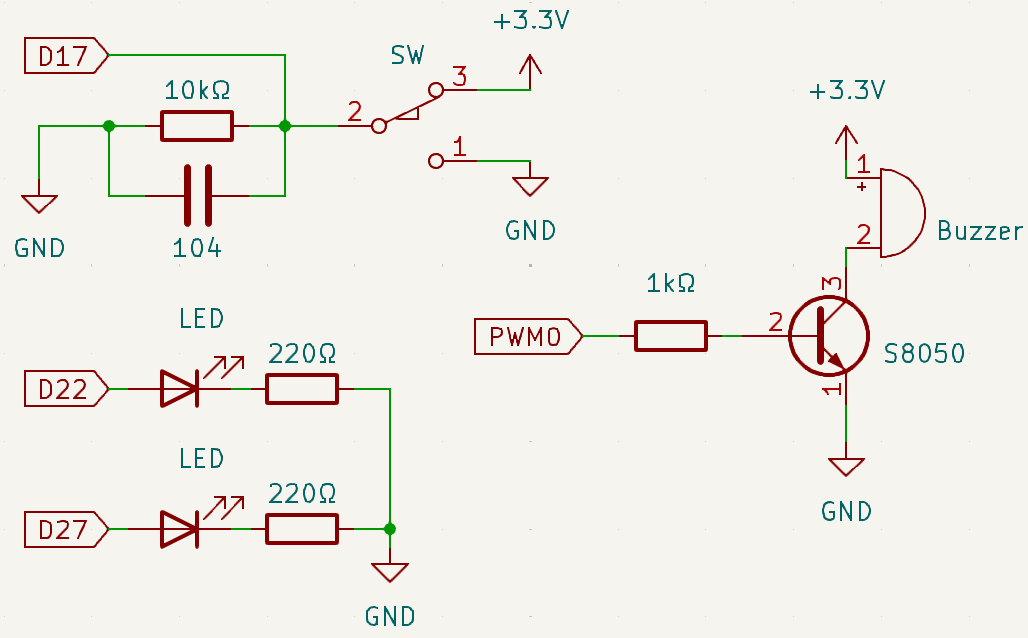 +3.3V
D17
SW
3
10kΩ
2
+3.3V
1
1
+
GND
104
GND
2
Buzzer
3
1kΩ
LED
2
PWM0
220Ω
S8050
D22
1
LED
220Ω
GND
D27
GND